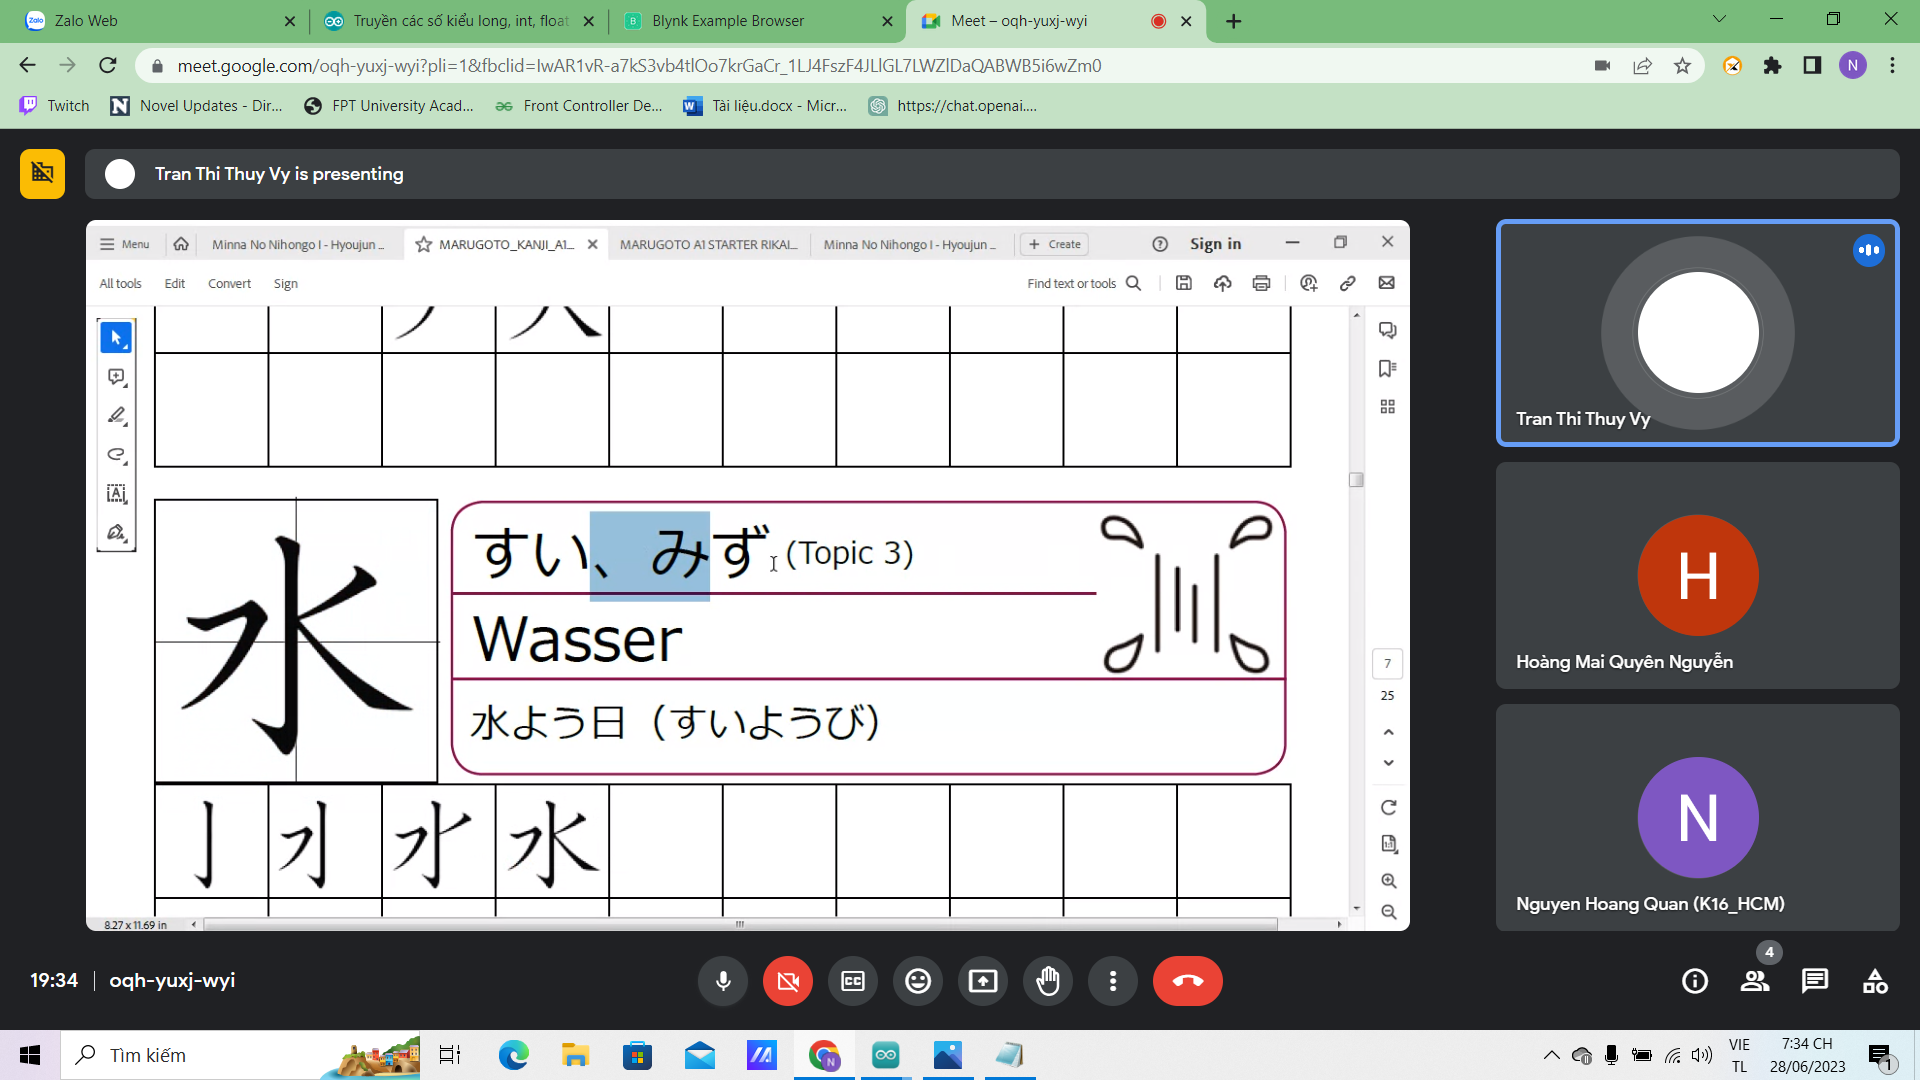 Zalo Web
Truyền các số kiểu long, int, float
Blynk Example Browser
Meet – oqh-yuxj-wyi
meet.google.com/oqh-yuxj-wyi?pli=1&fbclid=IwAR1vR-a7kS3vb4tlOo7krGaCr_1LJ4FszF4JLlGL7LWZlDaQABWB5i6wZm0
N
Twitch
Novel Updates - Dir...
FPT University Acad...
Front Controller De...
Tài liệu.docx - Micr...
https://chat.openai....
Tran Thi Thuy Vy is presenting
Menu
Minna No Nihongo I - Hyoujun ...
MARUGOTO_KANJI_A1...
MARUGOTO A1 STARTER RIKAI...
Minna No Nihongo I - Hyoujun ...
Create
Sign in
All tools
Edit
Convert
Sign
Find text or tools
水
すい、みず (Topic 3)
Wasser
水よう日（すいようび）
水
7
25
8.27 x 11.69 in
Tran Thi Thuy Vy
H
Hoàng Mai Quyên Nguyễn
N
Nguyen Hoang Quan (K16_HCM)
19:34
oqh-yuxj-wyi
4
Tìm kiếm
VIE
TL
7:34 CH
28/06/2023
1